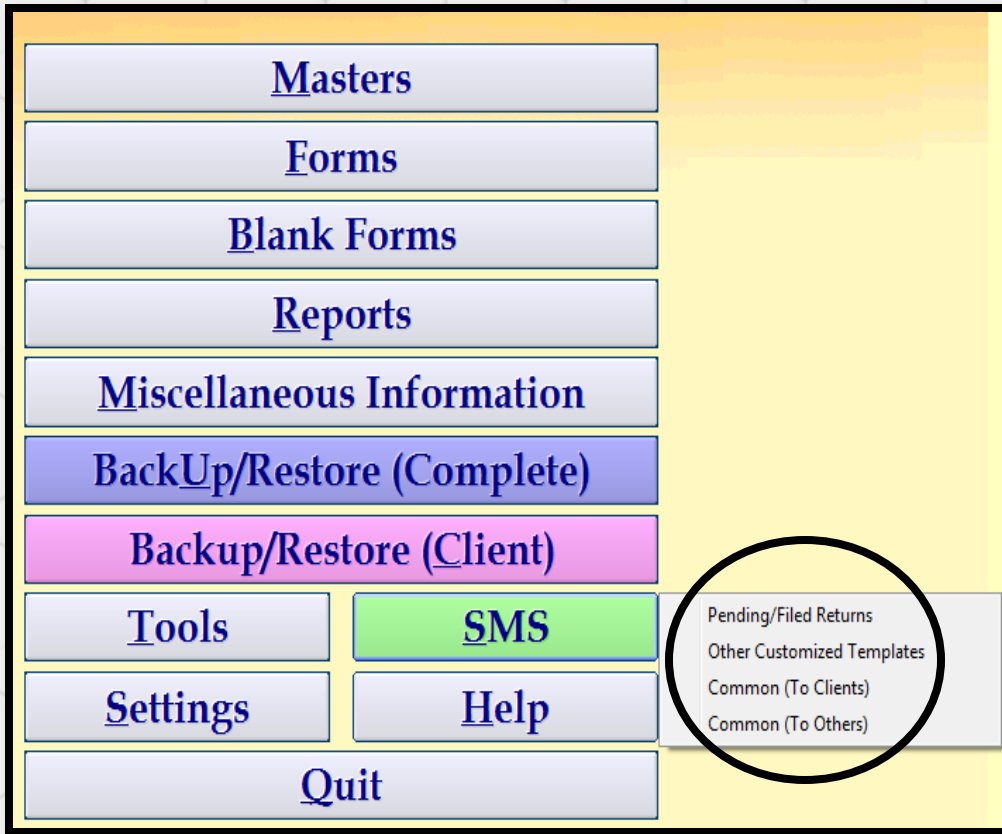 Masters
Forms
Blank Forms
Reports
Miscellaneous Information
BackUp/Restore (Complete)
Backup/Restore (Client)
Tools
SMS
Pending/Filed Returns
Other Customized Templates
Common (To Clients)
Common (To Others)
Settings
Help
Quit